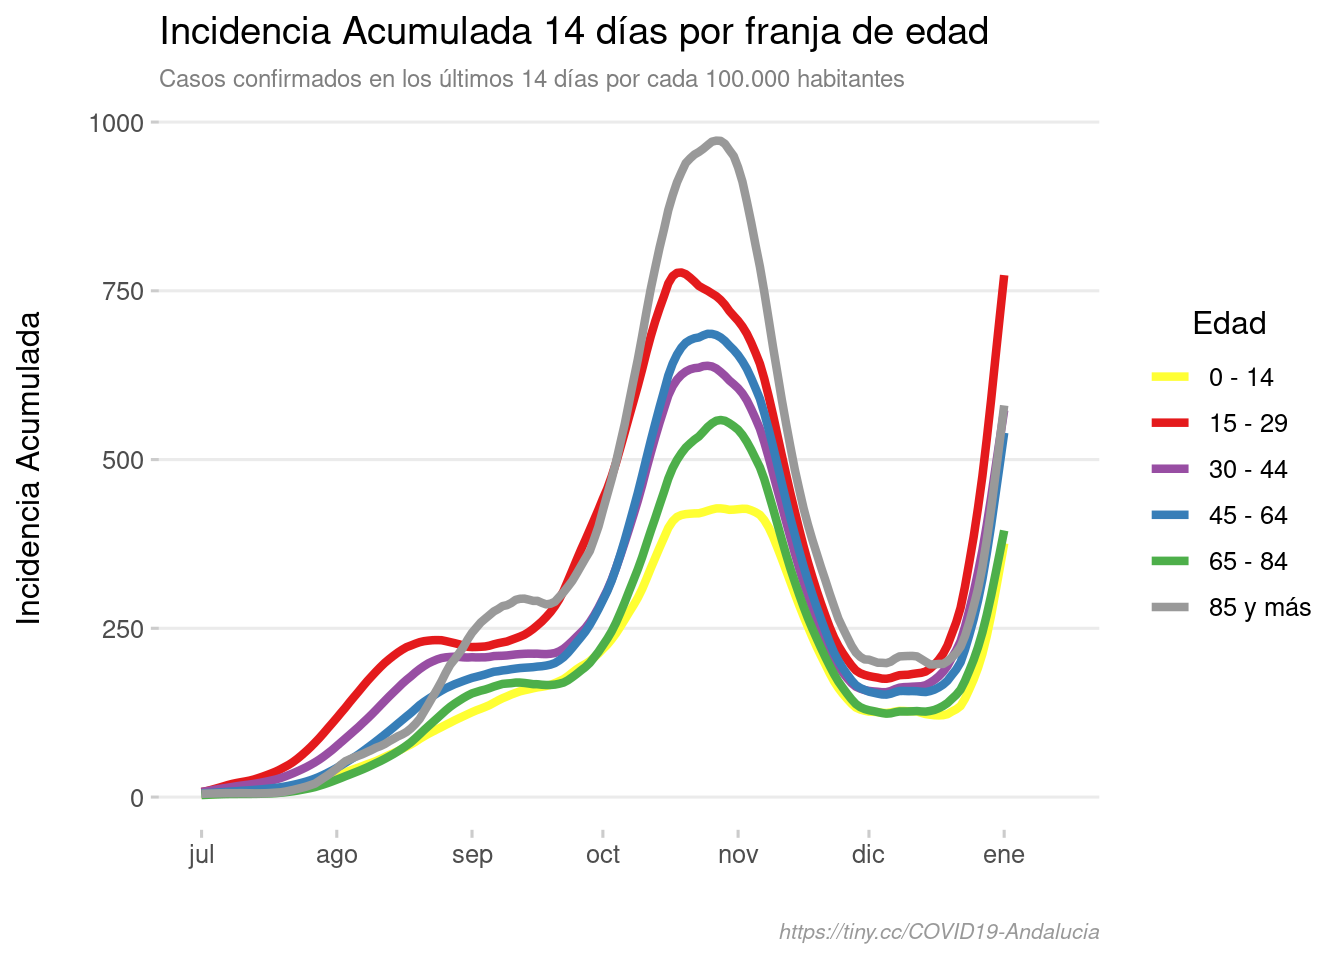 Incidencia Acumulada 14 días por franja de edad
Casos confirmados en los últimos 14 días por cada 100.000 habitantes
Incidencia Acumulada
1000
750
500
250
0
jul ago sep oct nov dic ene
Edad
0 - 14
15 - 29
30 - 44
45 - 64
65 - 84
85 y más
https://tiny.cc/COVID19-Andalucia